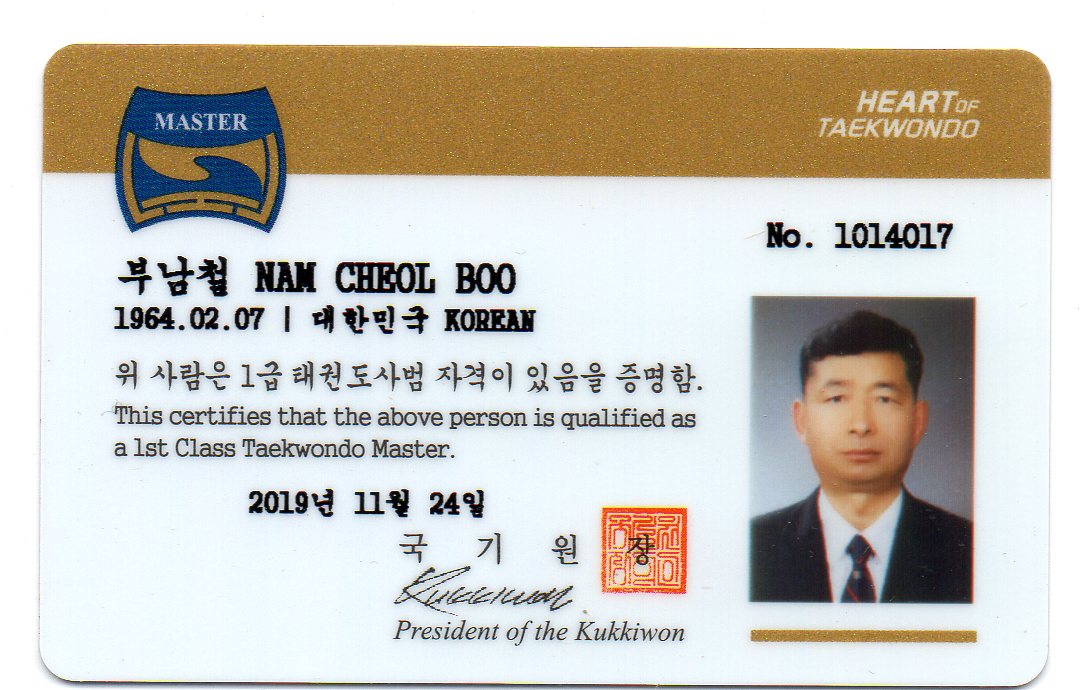 MASTER
HEART OF
TAEKWONDO
No. 1014017
부남철 NAM CHEOL BOO
1964.02.07 | 대한민국 KOREAN
위 사람은 1급 태권도사범 자격이 있음을 증명함.
This certifies that the above person is qualified as
a 1st Class Taekwondo Master.
2019년 11월 24일
국 기 원 장
Kukkiwon
President of the Kukkiwon